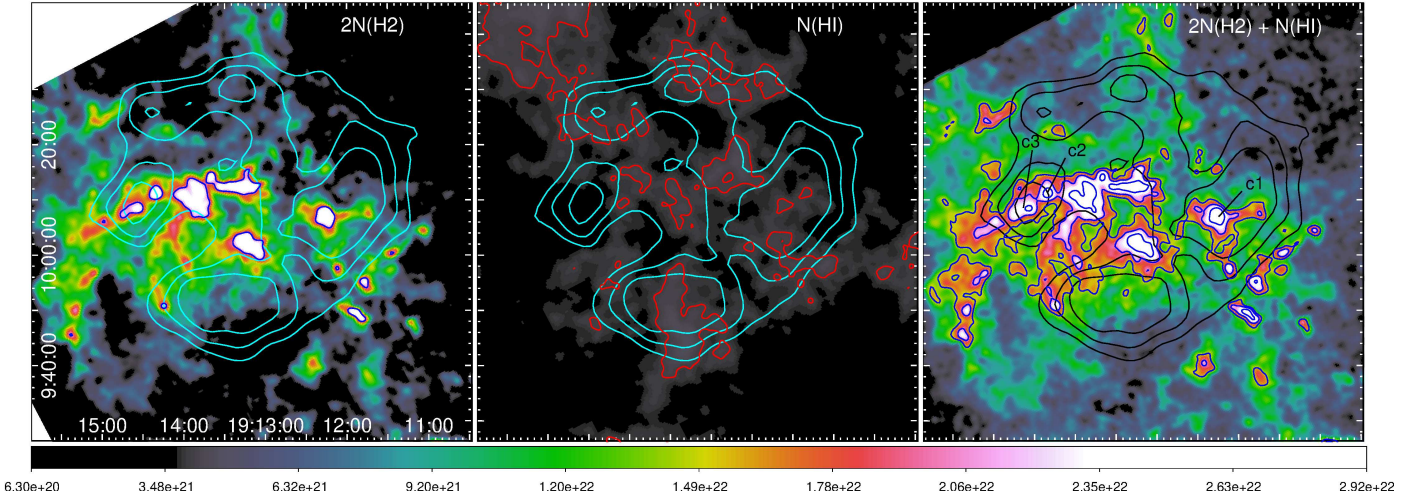 2N(H2)
N(HI)
2N(H2) + N(HI)
20:00
10:00:00
9:40:00
15:00
14:00
19:13:00
12:00
11:00
c3
c2
c1
6.30e+20
3.48e+21
6.32e+21
9.20e+21
1.20e+22
1.49e+22
1.78e+22
2.06e+22
2.35e+22
2.63e+22
2.92e+22